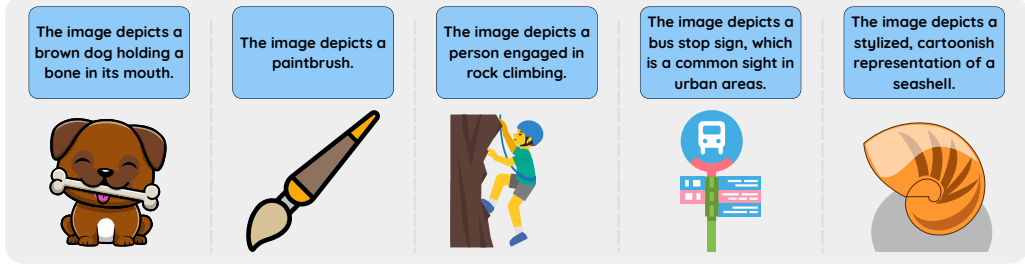 The image depicts a
brown dog holding a
bone in its mouth.
The image depicts a
paintbrush.
The image depicts a
person engaged in
rock climbing.
The image depicts a
bus stop sign, which
is a common sight in
urban areas.
The image depicts a
stylized, cartoonish
representation of a
seashell.